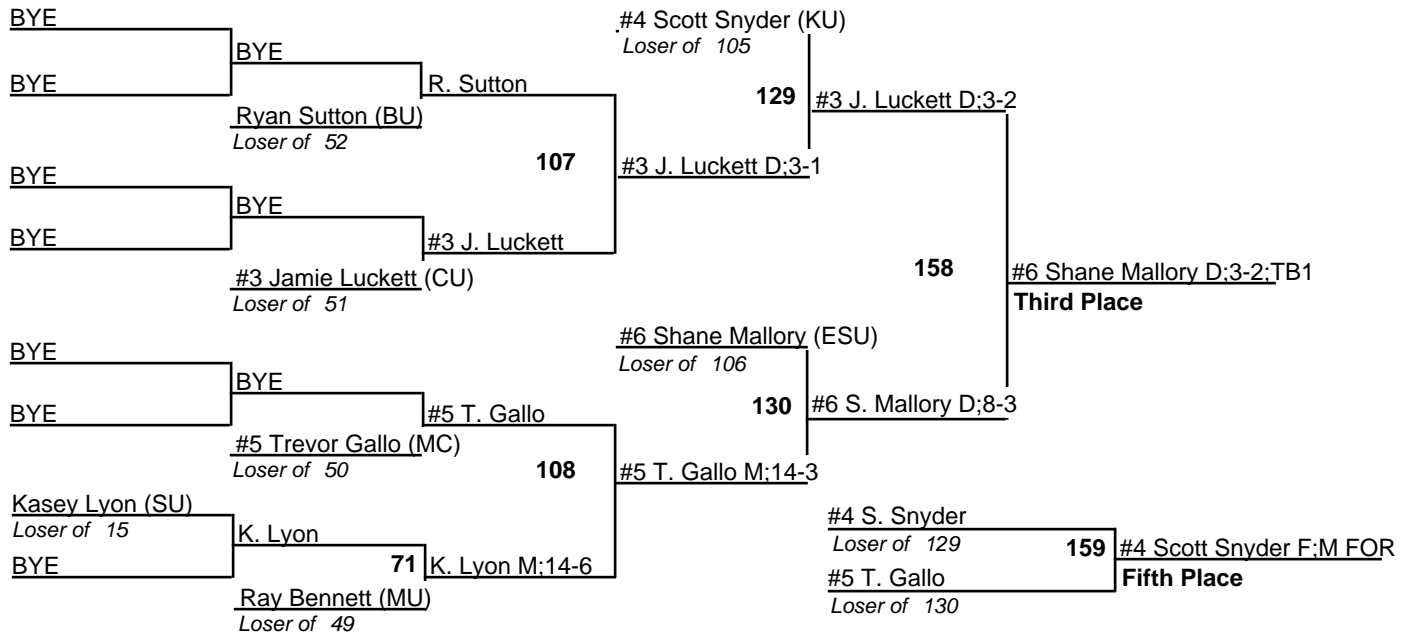 BYE
BYE
BYE
R. Sutton
Ryan Sutton (BU)
Loser of 52
107
BYE
BYE
BYE
#3 J. Luckett
#3 Jamie Luckett (CU)
Loser of 51
#4 Scott Snyder (KU)
Loser of 105
129
#3 J. Luckett D;3-2
#3 J. Luckett D;3-1
158
#6 Shane Mallory D;3-2;TB1
Third Place
BYE
BYE
BYE
#5 T. Gallo
#5 Trevor Gallo (MC)
Loser of 50
108
#6 Shane Mallory (ESU)
Loser of 106
130
#6 S. Mallory D;8-3
#5 T. Gallo M;14-3
Kasey Lyon (SU)
Loser of 15
BYE
K. Lyon
71
K. Lyon M;14-6
Ray Bennett (MU)
Loser of 49
#4 S. Snyder
Loser of 129
159
#4 Scott Snyder F;M FOR
Fifth Place
#5 T. Gallo
Loser of 130